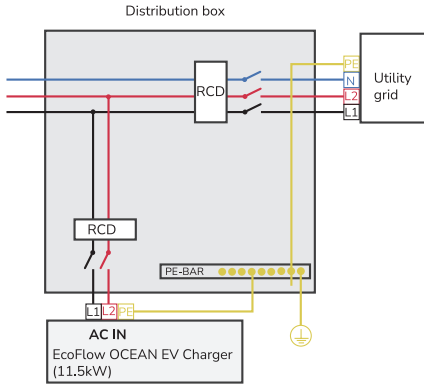 Distribution box
PE
N
L2
L1
Utility
grid
RCD
RCD
PE-BAR
L1 L2 PE
AC IN
EcoFlow OCEAN EV Charger
(11.5kW)